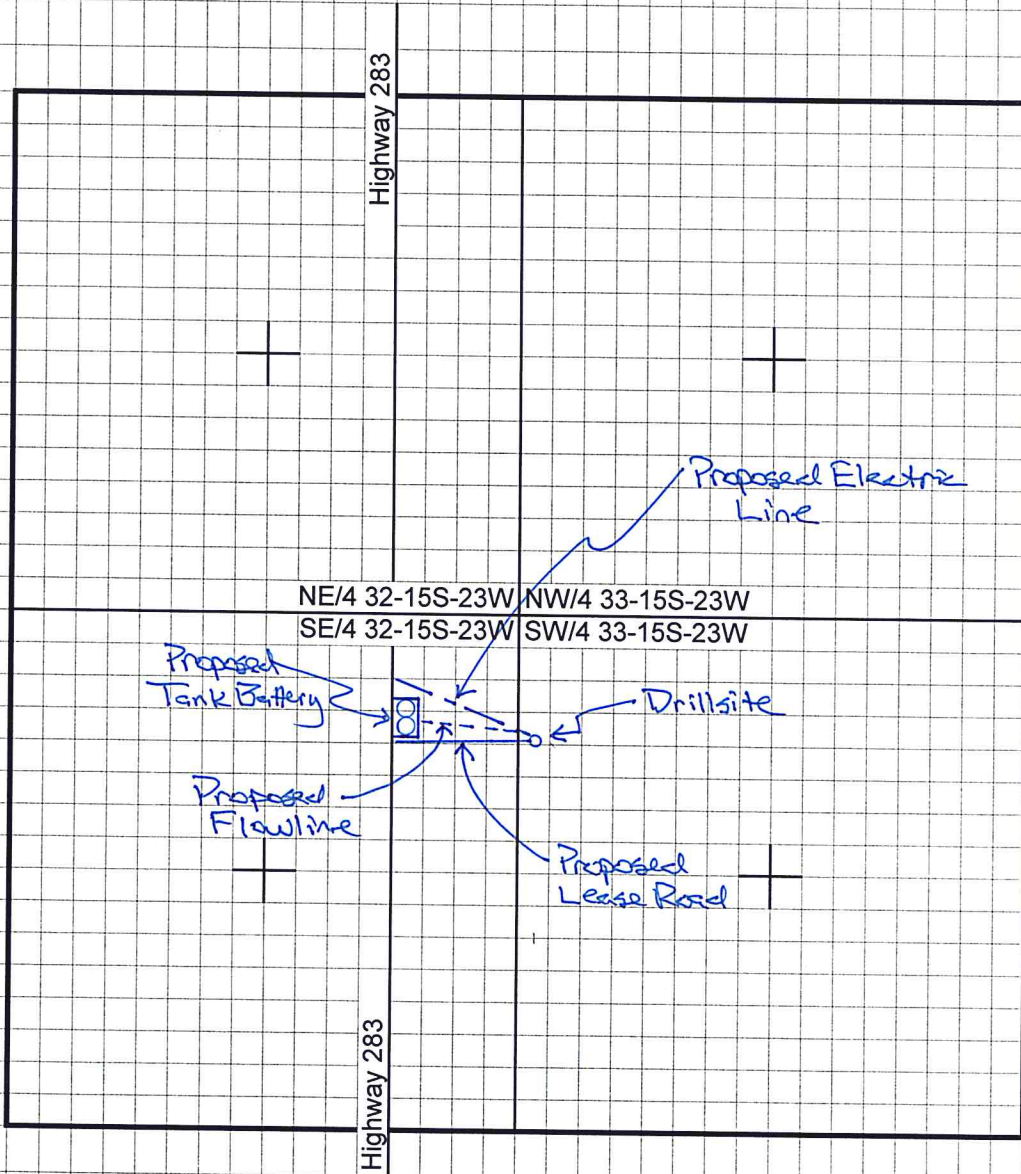 Highway 283
Proposed Electric
Line
NE/4 32-15S-23W
NW/4 33-15S-23W
SE/4 32-15S-23W
SW/4 33-15S-23W
Proposed
Tank Battery
Drillsite
Proposed
Flowline
Proposed
Lease Road
Highway 283